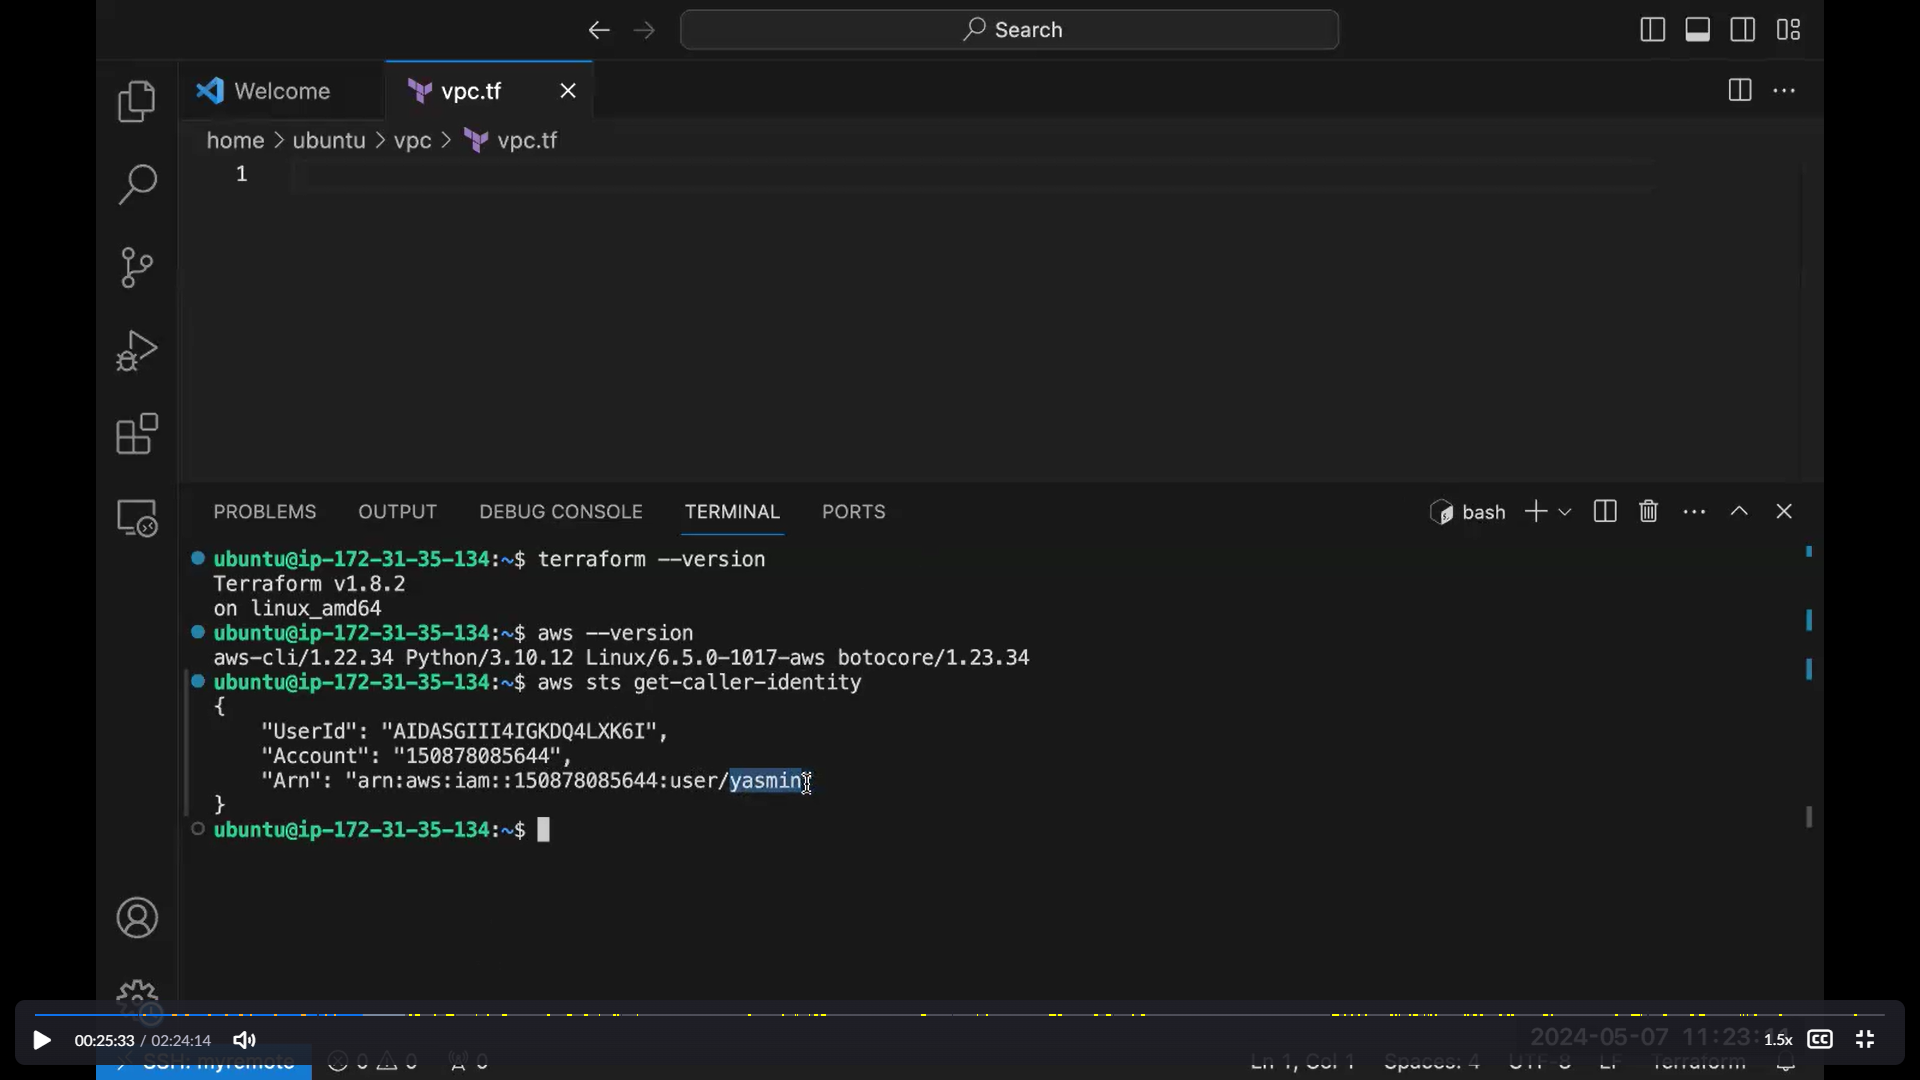 Search
Welcome
vpc.tf
home > ubuntu > vpc > vpc.tf
1
PROBLEMS OUTPUT DEBUG CONSOLE TERMINAL PORTS
bash
ubuntu@ip-172-31-35-134:~$ terraform --version
Terraform v1.8.2
on linux_amd64
ubuntu@ip-172-31-35-134:~$ aws --version
aws-cli/1.22.34 Python/3.10.12 Linux/6.5.0-1017-aws botocore/1.23.34
ubuntu@ip-172-31-35-134:~$ aws sts get-caller-identity
{
"UserId": "AIDASGIII4IGKDQ4LXK6I",
"Account": "150878085644",
"Arn": "arn:aws:iam::150878085644:user/yasmin
}
ubuntu@ip-172-31-35-134:~$
00:25:33 / 02:24:14
2024-05-07 11:23:
1.5x
CC
SSH: myremote
0 0 0
Ln 1, Col 1 Spaces: 4 UTF-8 LF Terraform